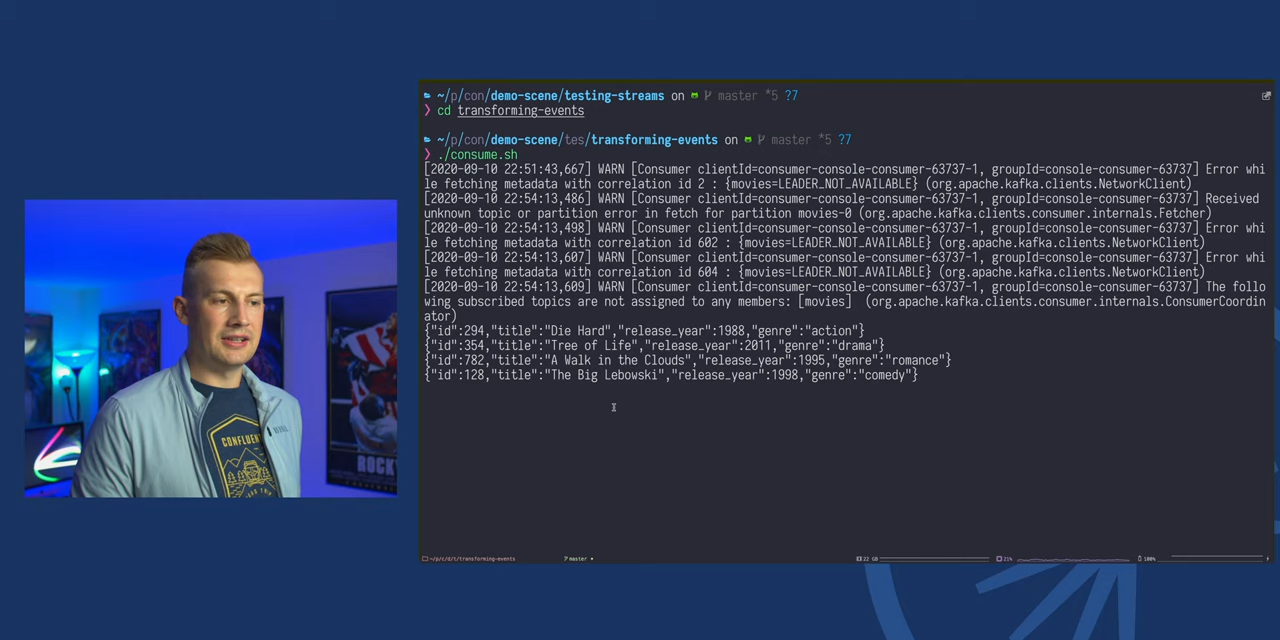 ~/p/con/demo-scene/testing-streams on master *5 ?7
❯ cd transforming-events
~/p/con/demo-scene/tes/transforming-events on master *5 ?7
❯ ./consume.sh
[2020-09-10 22:51:43,667] WARN [Consumer clientId=consumer-console-consumer-63737-1, groupId=console-consumer-63737] Error whi
le fetching metadata with correlation id 2 : {movies=LEADER_NOT_AVAILABLE} (org.apache.kafka.clients.NetworkClient)
[2020-09-10 22:54:13,486] WARN [Consumer clientId=consumer-console-consumer-63737-1, groupId=console-consumer-63737] Received
unknown topic or partition error in fetch for partition movies-0 (org.apache.kafka.clients.consumer.internals.Fetcher)
[2020-09-10 22:54:13,498] WARN [Consumer clientId=consumer-console-consumer-63737-1, groupId=console-consumer-63737] Error whi
le fetching metadata with correlation id 602 : {movies=LEADER_NOT_AVAILABLE} (org.apache.kafka.clients.NetworkClient)
[2020-09-10 22:54:13,607] WARN [Consumer clientId=consumer-console-consumer-63737-1, groupId=console-consumer-63737] Error whi
le fetching metadata with correlation id 604 : {movies=LEADER_NOT_AVAILABLE} (org.apache.kafka.clients.NetworkClient)
[2020-09-10 22:54:13,609] WARN [Consumer clientId=consumer-console-consumer-63737-1, groupId=console-consumer-63737] The follo
wing subscribed topics are not assigned to any members: [movies]  (org.apache.kafka.clients.consumer.internals.ConsumerCoordin
ator)
{"id":294,"title":"Die Hard","release_year":1988,"genre":"action"}
{"id":354,"title":"Tree of Life","release_year":2011,"genre":"drama"}
{"id":782,"title":"A Walk in the Clouds","release_year":1995,"genre":"romance"}
{"id":128,"title":"The Big Lebowski","release_year":1998,"genre":"comedy"}
~/p/c/d/t/transforming-events master 22 GB 21% 100%
CONFLUEN
ROCK